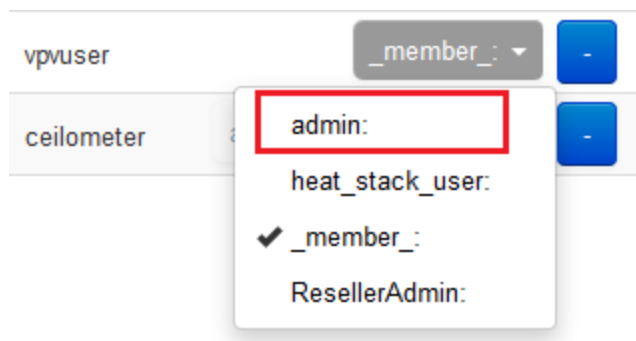 vpvuser _member_: -
ceilometer a -
admin:
heat_stack_user:
_member_:
ResellerAdmin: